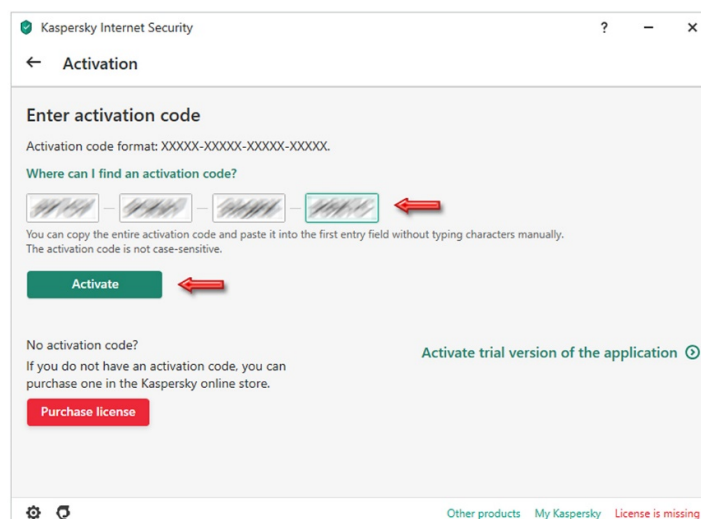 Kaspersky Internet Security ?
Activation
Enter activation code
Activation code format: XXXXX-XXXXX-XXXXX-XXXXX.
Where can I find an activation code?
You can copy the entire activation code and paste it into the first entry field without typing characters manually.
The activation code is not case-sensitive.
Activate
No activation code?
If you do not have an activation code, you can
purchase one in the Kaspersky online store.
Purchase license
Activate trial version of the application
Other products My Kaspersky License is missing